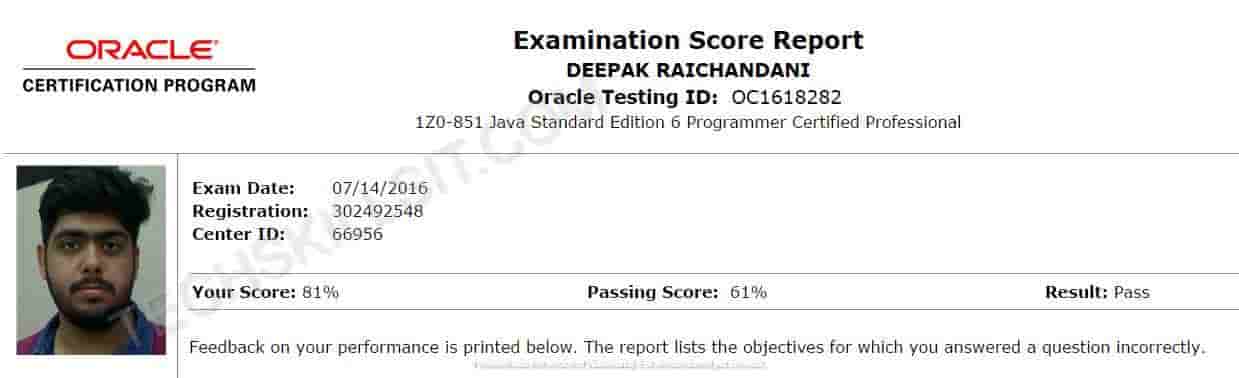 ORACLE
CERTIFICATION PROGRAM
Examination Score Report
DEEPAK RAICHANDANI
Oracle Testing ID: OC1618282
1Z0-851 Java Standard Edition 6 Programmer Certified Professional
Exam Date: 07/14/2016
Registration: 302492548
Center ID: 66956
Your Score: 81% Passing Score: 61% Result: Pass
Feedback on your performance is printed below. The report lists the objectives for which you answered a question incorrectly.